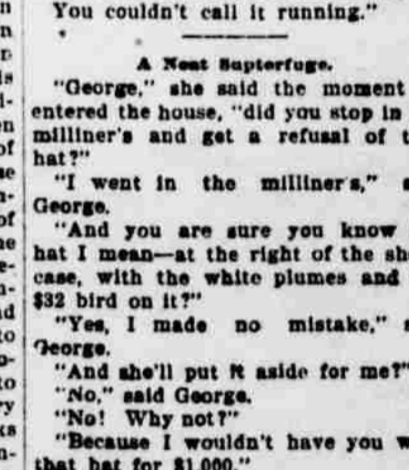 You couldn't call it running."
A Neat Supterfuge.
"George," she said the moment
entered the house, "did you stop in
milliner's and get a refusal of t
hat?"
"I went in the milliner's," s
George.
"And you are sure you know
hat I mean—at the right of the sh
case, with the white plumes and
$32 bird on it?"
"Yes, I made no mistake," s
George.
"And she'll put it aside for me?"
"No," said George.
"No! Why not?"
"Because I wouldn't have you w
that hat for $1,000."